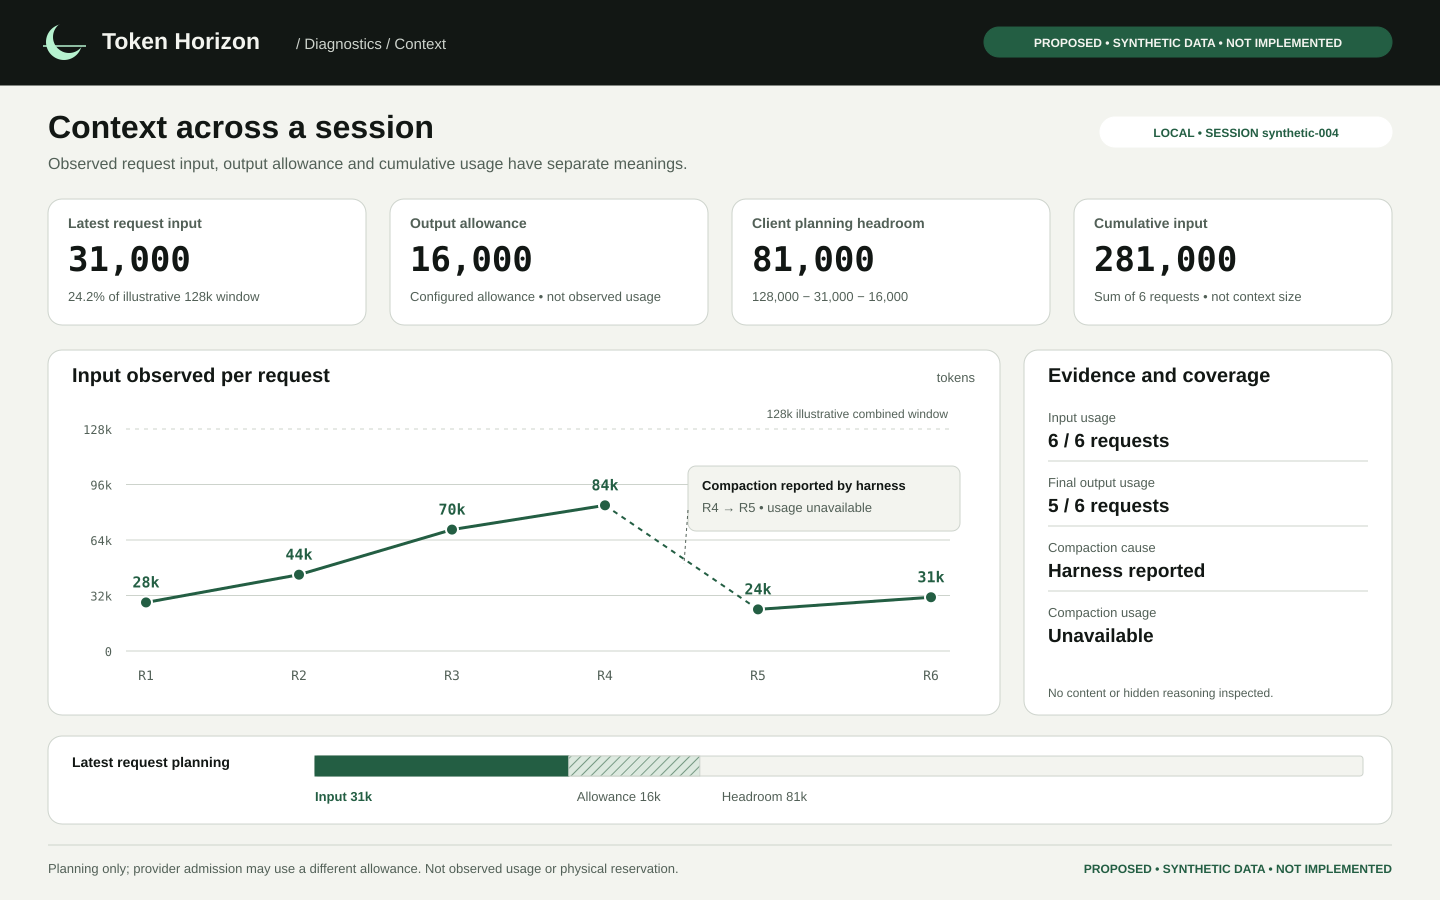 Token Horizon
/ Diagnostics / Context
PROPOSED • SYNTHETIC DATA • NOT IMPLEMENTED
Context across a session
LOCAL • SESSION synthetic-004
Observed request input, output allowance and cumulative usage have separate meanings.
Latest request input
31,000
24.2% of illustrative 128k window
Output allowance
16,000
Configured allowance • not observed usage
Client planning headroom
81,000
128,000 − 31,000 − 16,000
Cumulative input
281,000
Sum of 6 requests • not context size
Input observed per request
tokens
128k illustrative combined window
128k
96k
64k
32k
0
28k
44k
70k
84k
24k
31k
Compaction reported by harness
R4 → R5 • usage unavailable
R1
R2
R3
R4
R5
R6
Evidence and coverage
Input usage
6 / 6 requests
Final output usage
5 / 6 requests
Compaction cause
Harness reported
Compaction usage
Unavailable
No content or hidden reasoning inspected.
Latest request planning
Input 31k
Allowance 16k
Headroom 81k
Planning only; provider admission may use a different allowance. Not observed usage or physical reservation.
PROPOSED • SYNTHETIC DATA • NOT IMPLEMENTED